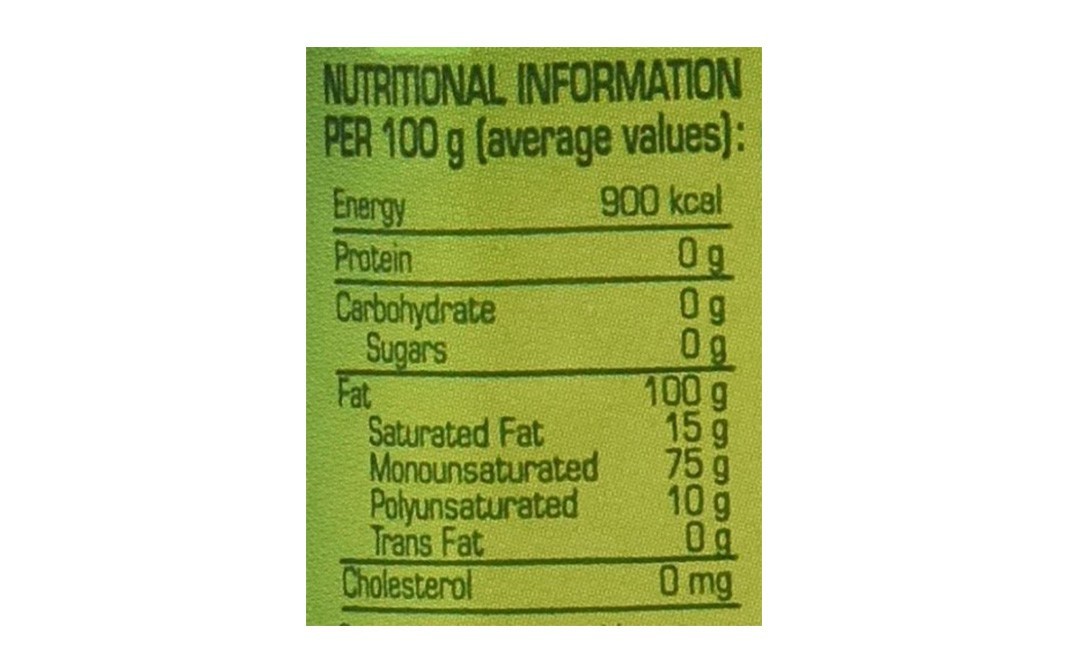 NUTRITIONAL INFORMATION
PER 100 g (average values):
Energy 900 kcal
Protein 0 g
Carbohydrate 0 g
Sugars 0 g
Fat 100 g
Saturated Fat 15 g
Monounsaturated 75 g
Polyunsaturated 10 g
Trans Fat 0 g
Cholesterol 0 mg